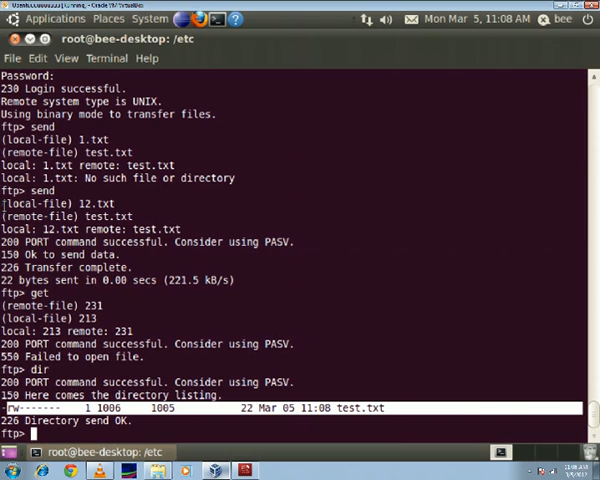 Applications Places System
Mon Mar 5, 11:08 AM
bee
root@bee-desktop: /etc
File Edit View Terminal Help
Password:
230 Login successful.
Remote system type is UNIX.
Using binary mode to transfer files.
ftp> send
(local-file) 1.txt
(remote-file) test.txt
local: 1.txt remote: test.txt
local: 1.txt: No such file or directory
ftp> send
(local-file) 12.txt
(remote-file) test.txt
local: 12.txt remote: test.txt
200 PORT command successful. Consider using PASV.
150 Ok to send data.
226 Transfer complete.
22 bytes sent in 0.00 secs (221.5 kB/s)
ftp> get
(remote-file) 231
(local-file) 213
local: 213 remote: 231
200 PORT command successful. Consider using PASV.
550 Failed to open file.
ftp> dir
200 PORT command successful. Consider using PASV.
150 Here comes the directory listing.
-rw------- 1 1006 1005 22 Mar 05 11:08 test.txt
226 Directory send OK.
ftp>
root@bee-desktop: /etc
11:08 AM